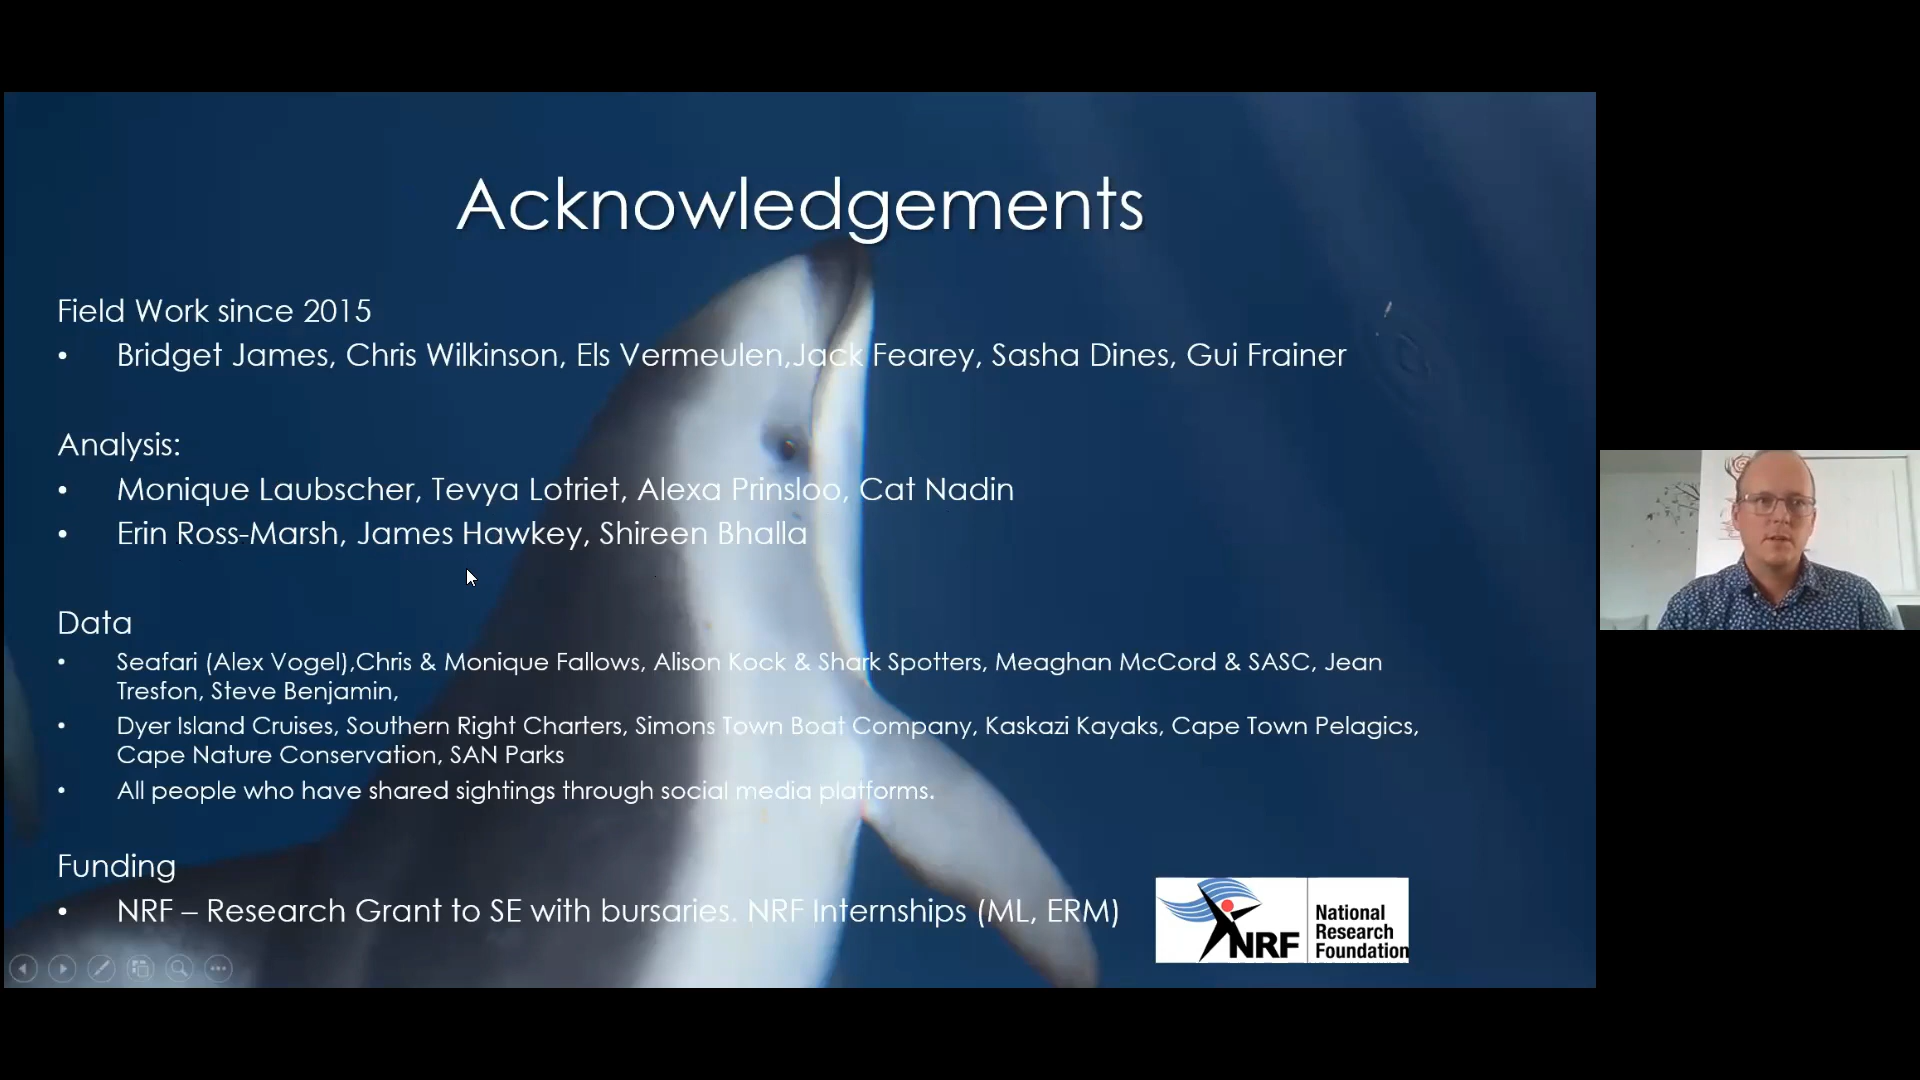 Acknowledgements
Field Work since 2015
• Bridget James, Chris Wilkinson, Els Vermeulen,Jack Fearey, Sasha Dines, Gui Frainer
Analysis:
• Monique Laubscher, Tevya Lotriet, Alexa Prinsloo, Cat Nadin
• Erin Ross-Marsh, James Hawkey, Shireen Bhalla
Data
• Seafari (Alex Vogel),Chris & Monique Fallows, Alison Kock & Shark Spotters, Meaghan McCord & SASC, Jean
Tresfon, Steve Benjamin,
• Dyer Island Cruises, Southern Right Charters, Simons Town Boat Company, Kaskazi Kayaks, Cape Town Pelagics,
Cape Nature Conservation, SAN Parks
• All people who have shared sightings through social media platforms.
Funding
• NRF – Research Grant to SE with bursaries. NRF Internships (ML, ERM)
NRF
National
Research
Foundation